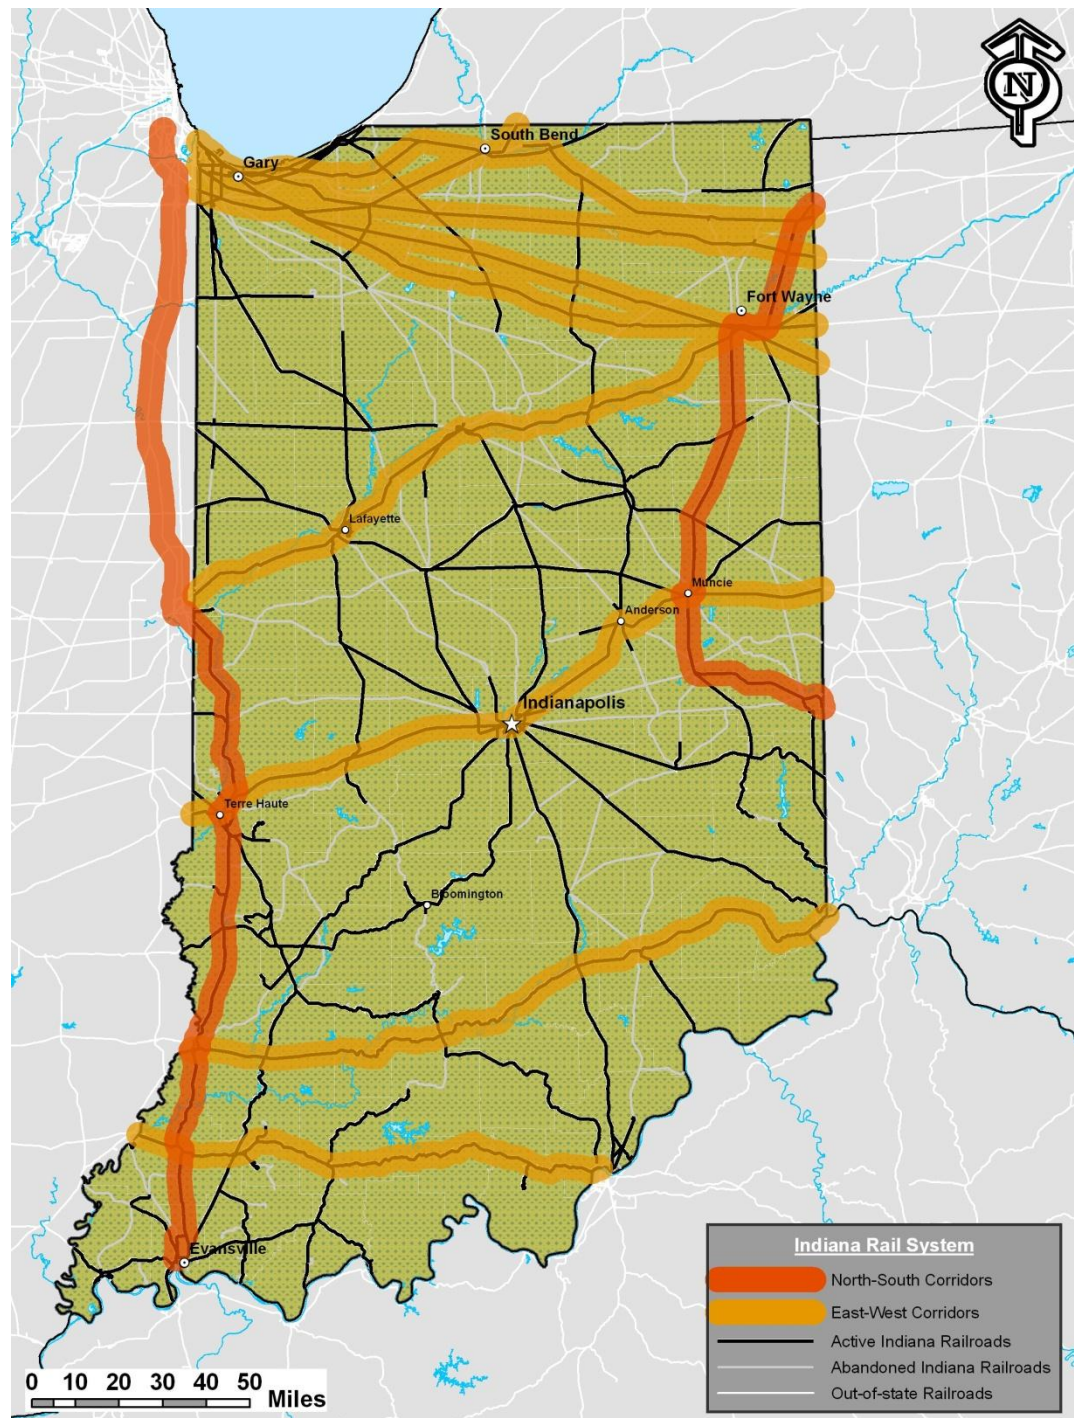 N
South Bend
Gary
Fort Wayne
Lafayette
Muncie
Anderson
Indianapolis
Terre Haute
Bloomington
Evansville
Indiana Rail System
North-South Corridors
East-West Corridors
Active Indiana Railroads
Abandoned Indiana Railroads
Out-of-state Railroads
0 10 20 30 40 50
Miles